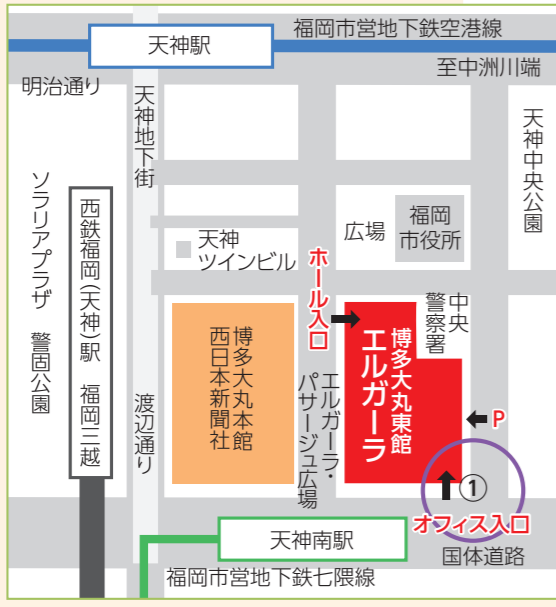 福岡市営地下鉄空港線
天神駅
至中洲川端
明治通り
天神地下街
天神中央公園
ソラリアプラザ 警固公園
西鉄福岡(天神)駅 福岡三越
天神
ツインビル
広場
福岡
市役所
ホール入口
中央
警察署
博多大丸本館
西日本新聞社
博多大丸東館
エルガーラ
エルガーラ・
パサージュ広場
渡辺通り
P
①
オフィス入口
天神南駅
国体道路
福岡市営地下鉄七隈線